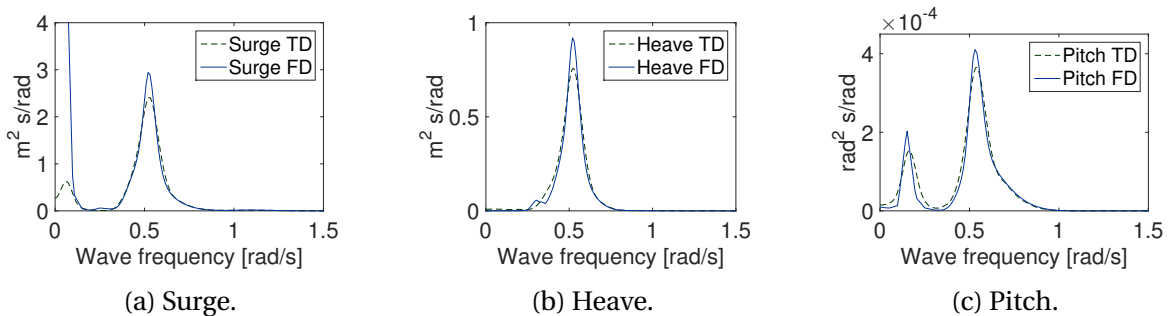 4
3
2
1
0
0 0.5 1 1.5
m² s/rad
Wave frequency [rad/s]
Surge TD
Surge FD
(a) Surge.
1
0.5
0
0 0.5 1 1.5
m² s/rad
Wave frequency [rad/s]
Heave TD
Heave FD
(b) Heave.
×10⁻⁴
4
2
0
0 0.5 1 1.5
rad² s/rad
Wave frequency [rad/s]
Pitch TD
Pitch FD
(c) Pitch.